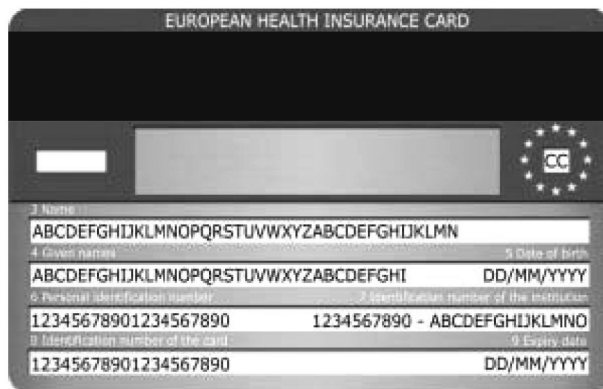 EUROPEAN HEALTH INSURANCE CARD
CC
3 Name
ABCDEFGHIJKLMNOPQRSTUVWXYZABCDEFGHIJKLMN
4 Given names 5 Date of birth
ABCDEFGHIJKLMNOPQRSTUVWXYZABCDEFGHI DD/MM/YYYY
6 Personal identification number 7 Identification number of the institution
12345678901234567890 1234567890 - ABCDEFGHIJKLMNO
8 Identification number of the card 9 Expiry date
12345678901234567890 DD/MM/YYYY